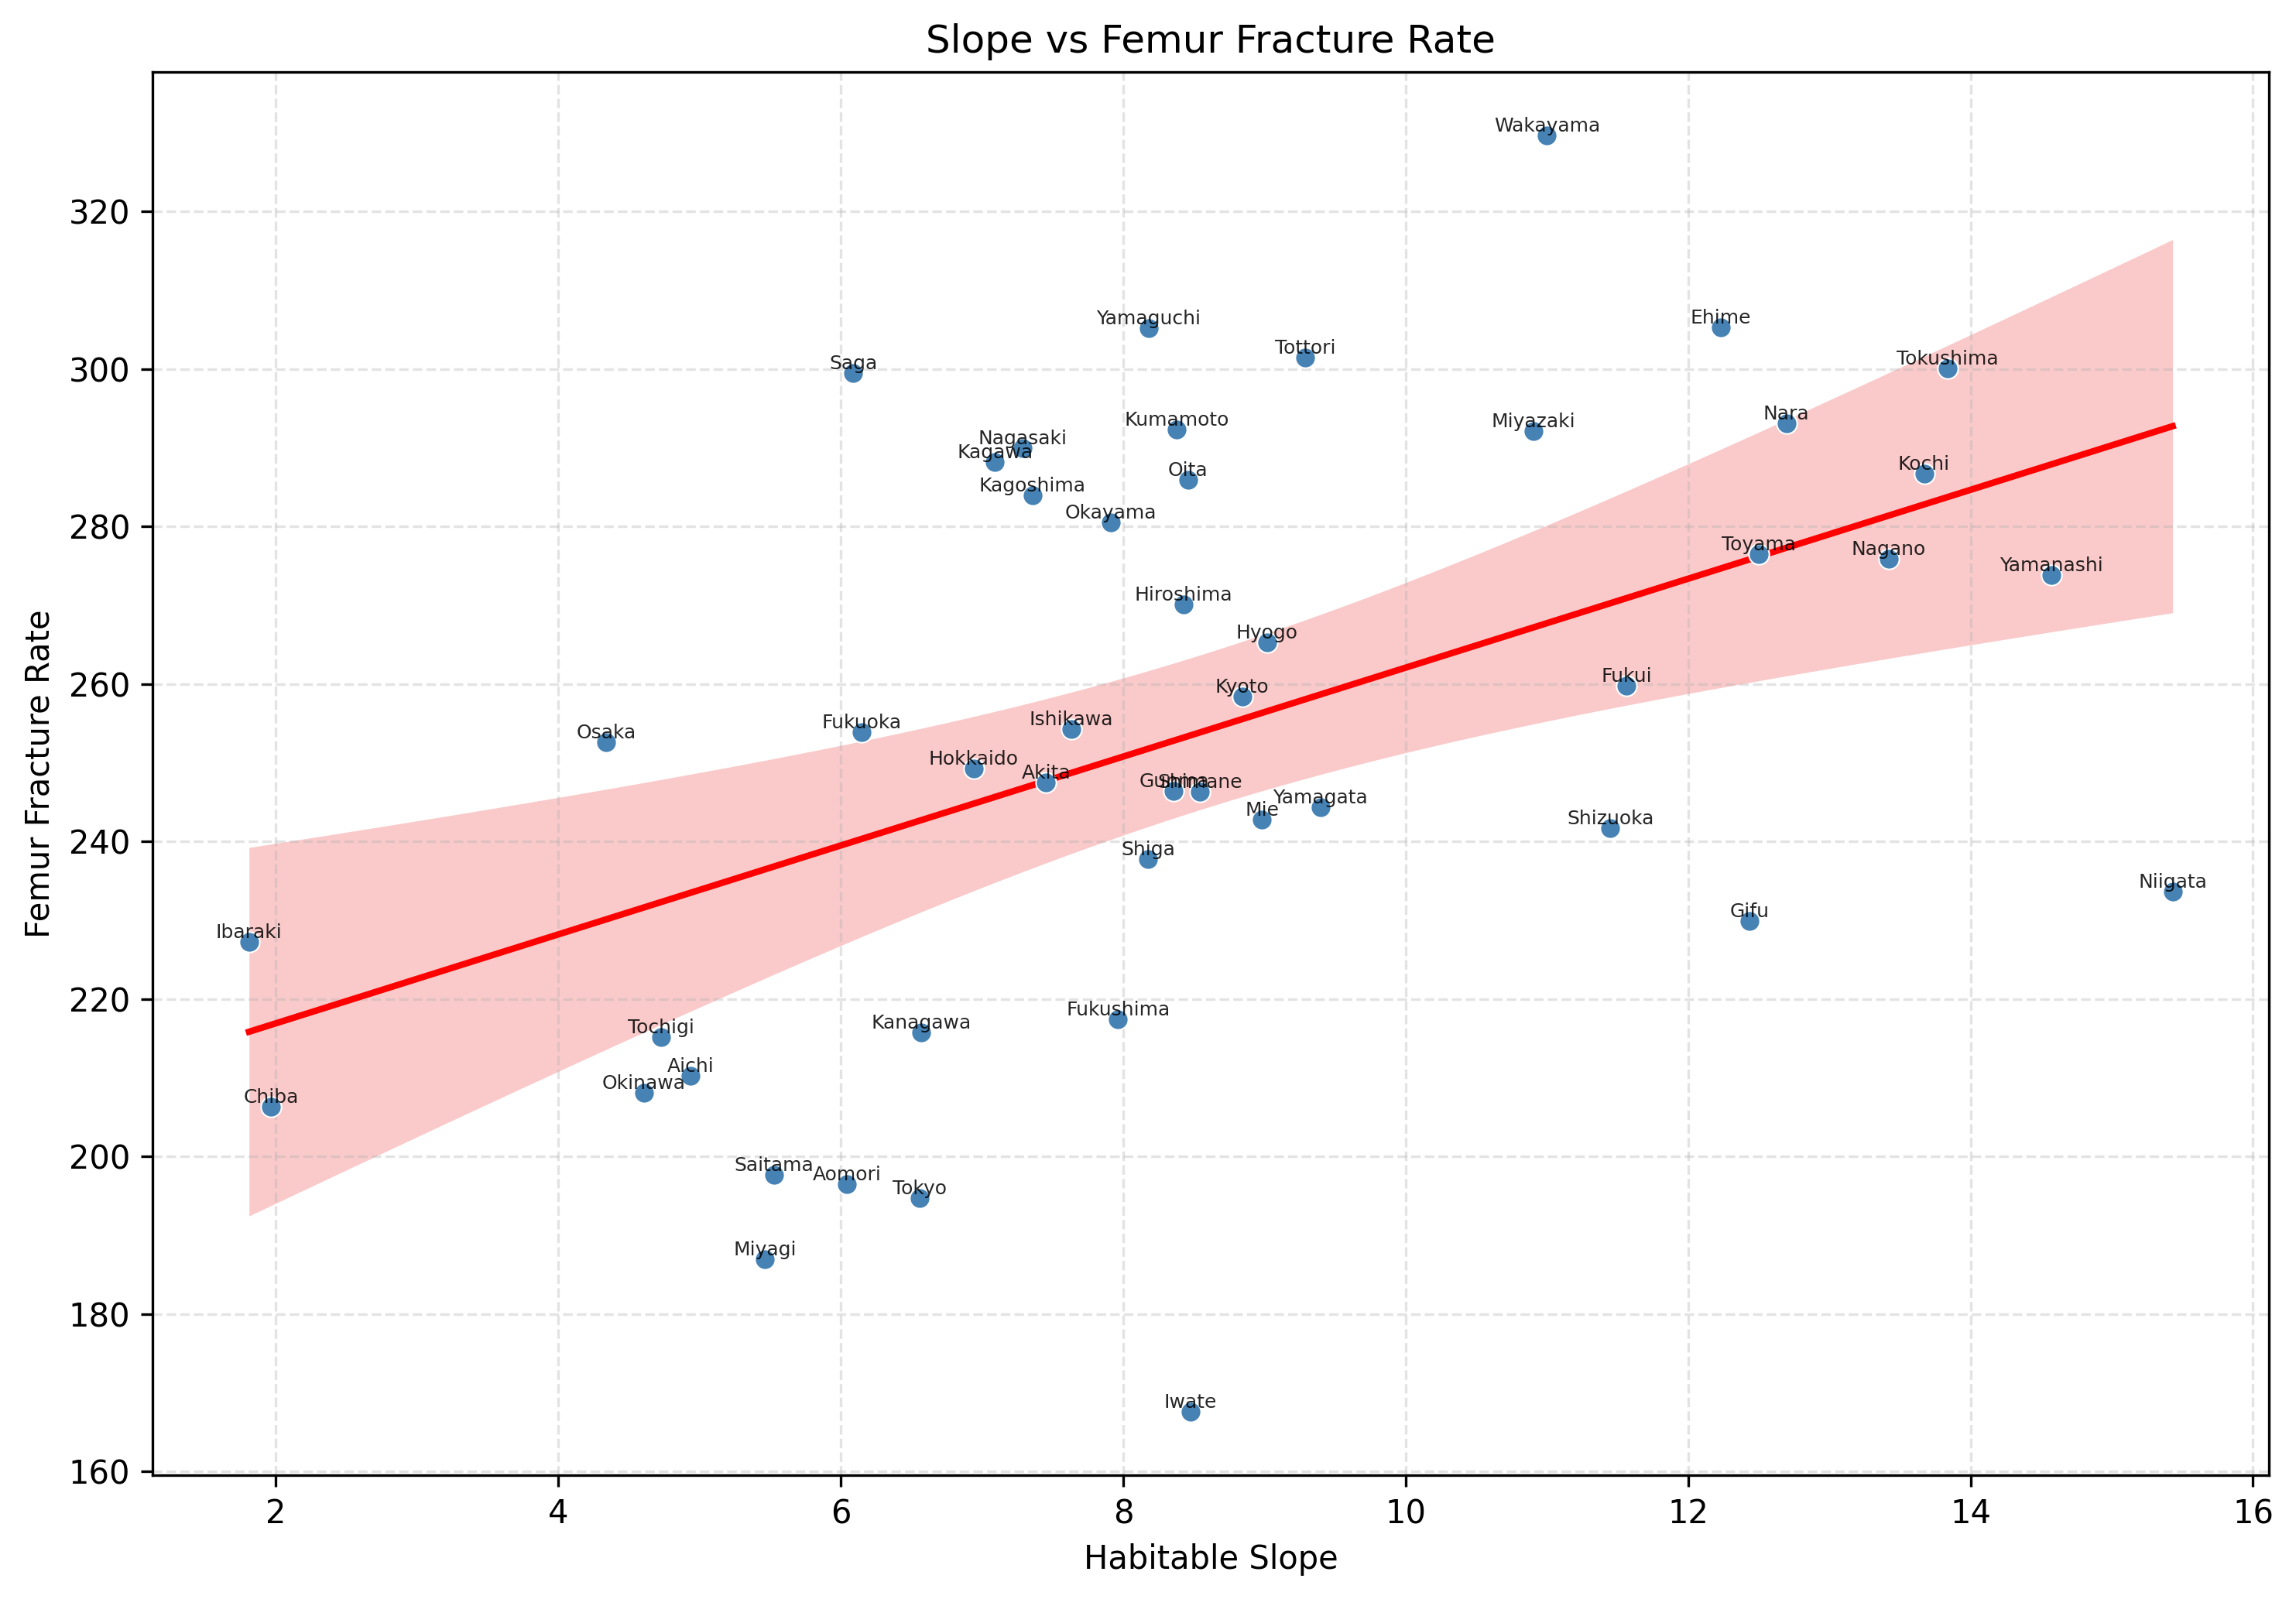 Slope vs Femur Fracture Rate
Femur Fracture Rate
320
300
280
260
240
220
200
180
160
Wakayama
Yamaguchi
Ehime
Tottori
Saga
Tokushima
Nara
Kumamoto
Miyazaki
Nagasaki
Kagawa
Kochi
Oita
Kagoshima
Okayama
Toyama
Nagano
Yamanashi
Hiroshima
Hyogo
Fukui
Kyoto
Ishikawa
Fukuoka
Osaka
Hokkaido
Akita
Gunma
Shimane
Yamagata
Mie
Shizuoka
Shiga
Niigata
Gifu
Ibaraki
Fukushima
Kanagawa
Tochigi
Aichi
Okinawa
Chiba
Saitama
Aomori
Tokyo
Miyagi
Iwate
2
4
6
8
10
12
14
16
Habitable Slope